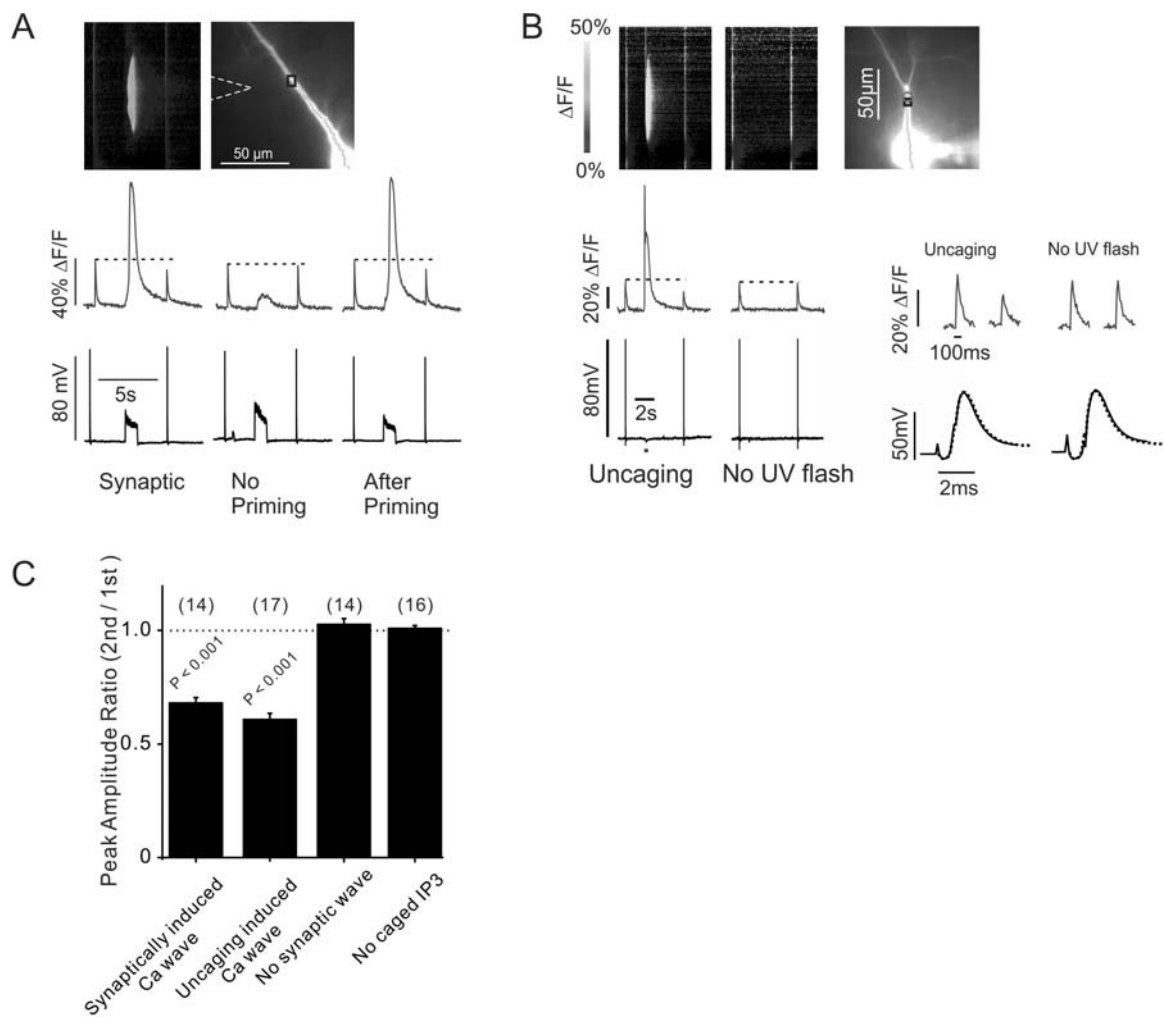 A
50 µm
40% ΔF/F
80 mV
5s
Synaptic
No
Priming
After
Priming
B
50%
ΔF/F
0%
50µm
20% ΔF/F
80mV
2s
Uncaging
No UV flash
Uncaging
No UV flash
20% ΔF/F
100ms
50mV
2ms
C
Peak Amplitude Ratio (2nd / 1st )
1.0
0.5
0
(14)
(17)
(14)
(16)
P < 0.001
P < 0.001
Synaptically induced
Ca wave
Uncaging induced
Ca wave
No synaptic wave
No caged IP3